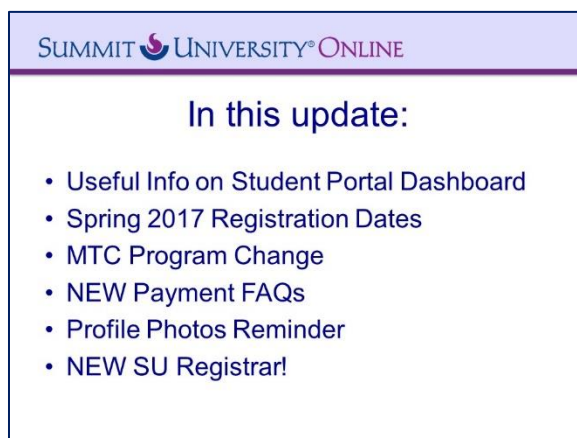 SUMMIT UNIVERSITY® ONLINE
In this update:
• Useful Info on Student Portal Dashboard
• Spring 2017 Registration Dates
• MTC Program Change
• NEW Payment FAQs
• Profile Photos Reminder
• NEW SU Registrar!